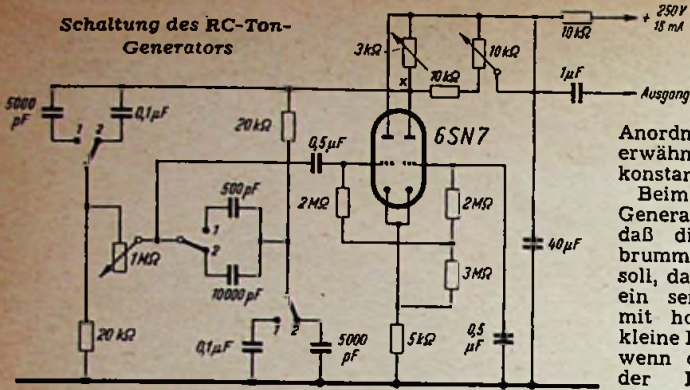 Schaltung des RC-Ton-
Generators
+ 250V
18 mA
10kΩ
3kΩ
10kΩ
x
10kΩ
1µF
Ausgang
5000
pF
0,1µF
1
2
20kΩ
0,5µF
6SN7
500pF
1
2
10000pF
1MΩ
2MΩ
2MΩ
3MΩ
40µF
20kΩ
0,1µF
1
2
5000
pF
5kΩ
0,5
µF
Anordn
erwähn
konstan
Beim
Genera
daß di
brumm
soll, da
ein se
mit ho
kleine
wenn
der